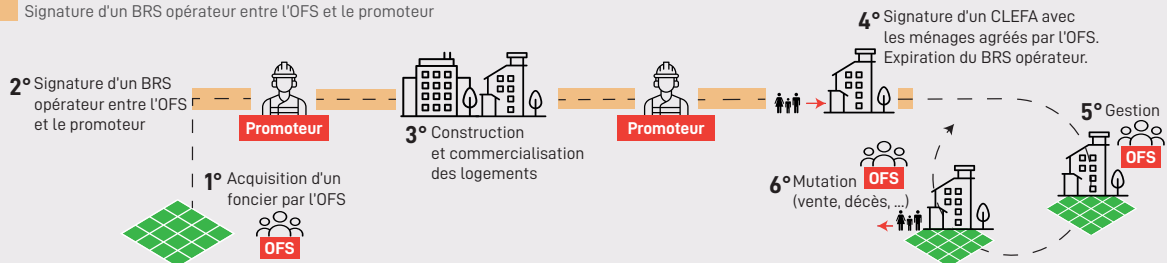 Signature d'un BRS opérateur entre l'OFS et le promoteur
1° Acquisition d'un
foncier par l'OFS
OFS
2° Signature d'un BRS
opérateur entre l'OFS
et le promoteur
Promoteur
3° Construction
et commercialisation
des logements
Promoteur
4° Signature d'un CLEFA avec
les ménages agréés par l'OFS.
Expiration du BRS opérateur.
5° Gestion
OFS
6° Mutation
(vente, décès, ...)
OFS